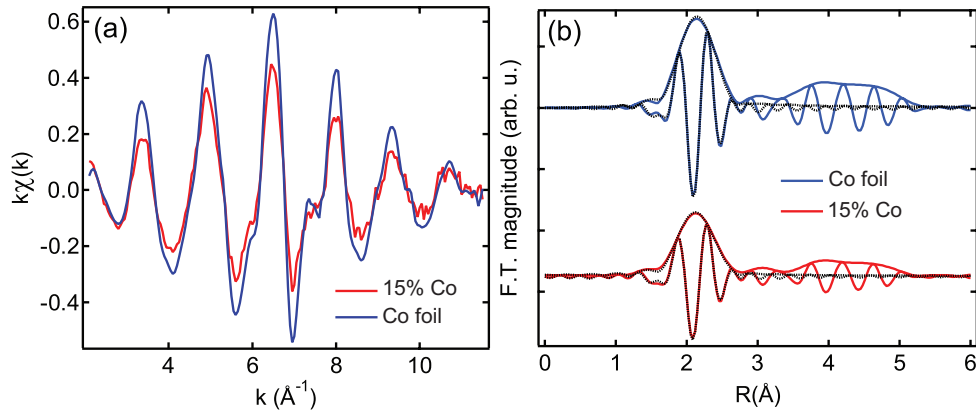 (a)
0.6
0.4
0.2
0.0
-0.2
-0.4
kχ(k)
15% Co
Co foil
4
6
8
10
k (Å⁻¹)
(b)
F.T. magnitude (arb. u.)
Co foil
15% Co
0
1
2
3
4
5
6
R(Å)